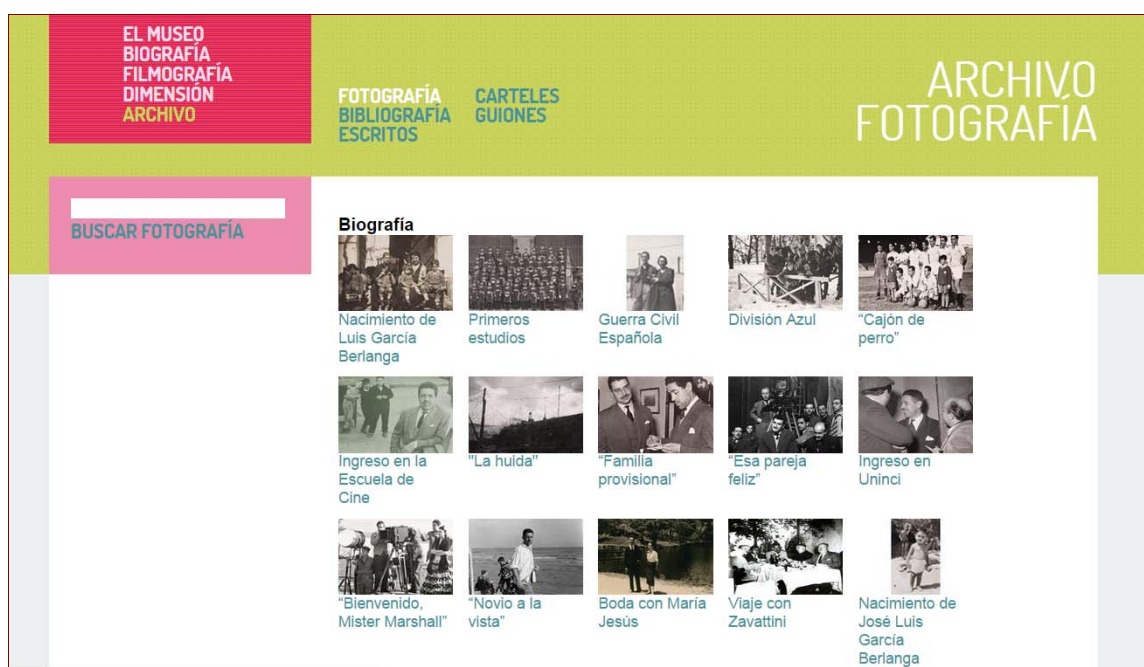 EL MUSEO
BIOGRAFÍA
FILMOGRAFÍA
DIMENSIÓN
ARCHIVO
FOTOGRAFÍA
BIBLIOGRAFÍA
ESCRITOS
CARTELES
GUIONES
ARCHIVO
FOTOGRAFÍA
BUSCAR FOTOGRAFÍA
Biografía
Nacimiento de
Luis García
Berlanga
Primeros
estudios
Guerra Civil
Española
División Azul
“Cajón de
perro”
Ingreso en la
Escuela de
Cine
"La huida"
“Familia
provisional”
“Esa pareja
feliz”
Ingreso en
Uninci
“Bienvenido,
Mister Marshall”
“Novio a la
vista”
Boda con María
Jesús
Viaje con
Zavattini
Nacimiento de
José Luis
García
Berlanga